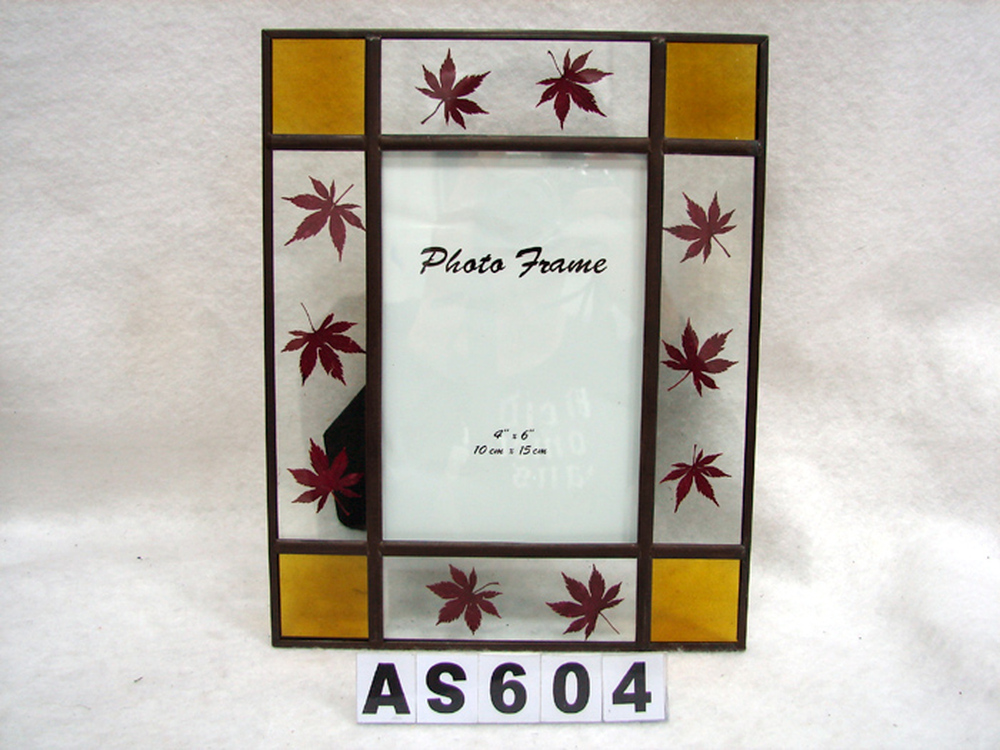 Photo Frame
4" x 6"
10 cm x 15 cm
AS604